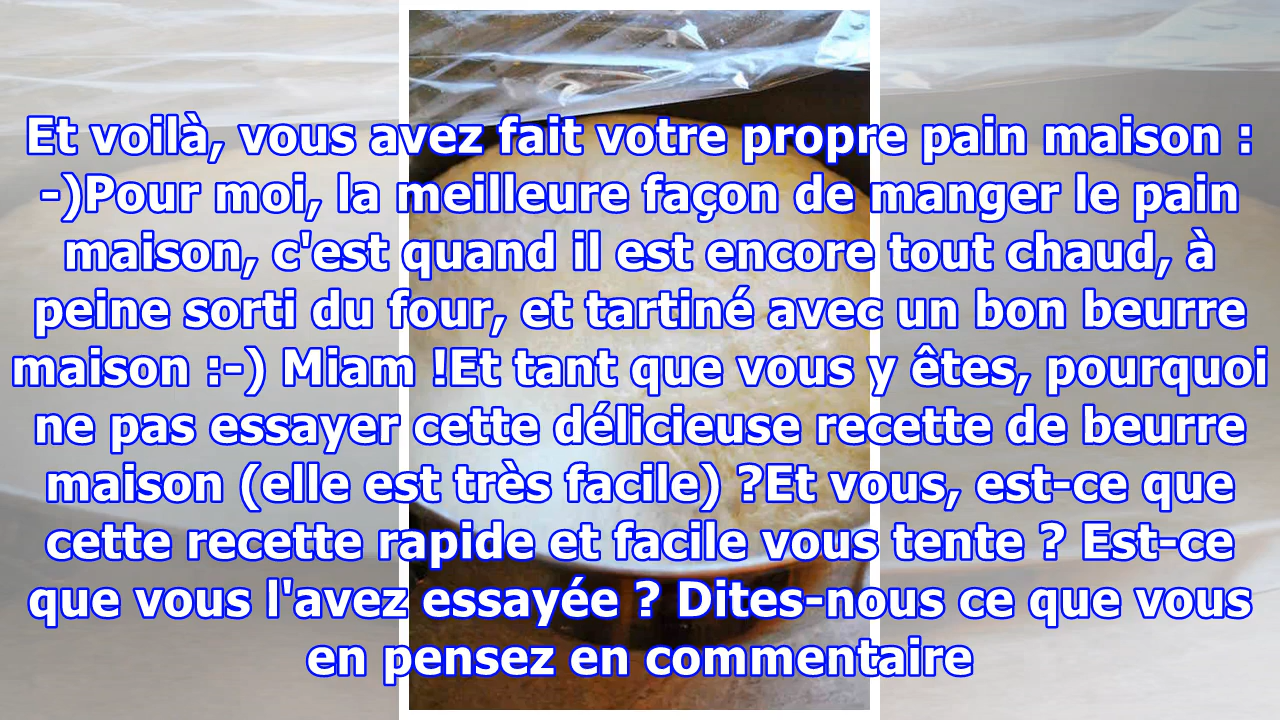 Et voilà, vous avez fait votre propre pain maison :
-)Pour moi, la meilleure façon de manger le pain
maison, c'est quand il est encore tout chaud, à
peine sorti du four, et tartiné avec un bon beurre
maison :-) Miam !Et tant que vous y êtes, pourquoi
ne pas essayer cette délicieuse recette de beurre
maison (elle est très facile) ?Et vous, est-ce que
cette recette rapide et facile vous tente ? Est-ce
que vous l'avez essayée ? Dites-nous ce que vous
en pensez en commentaire